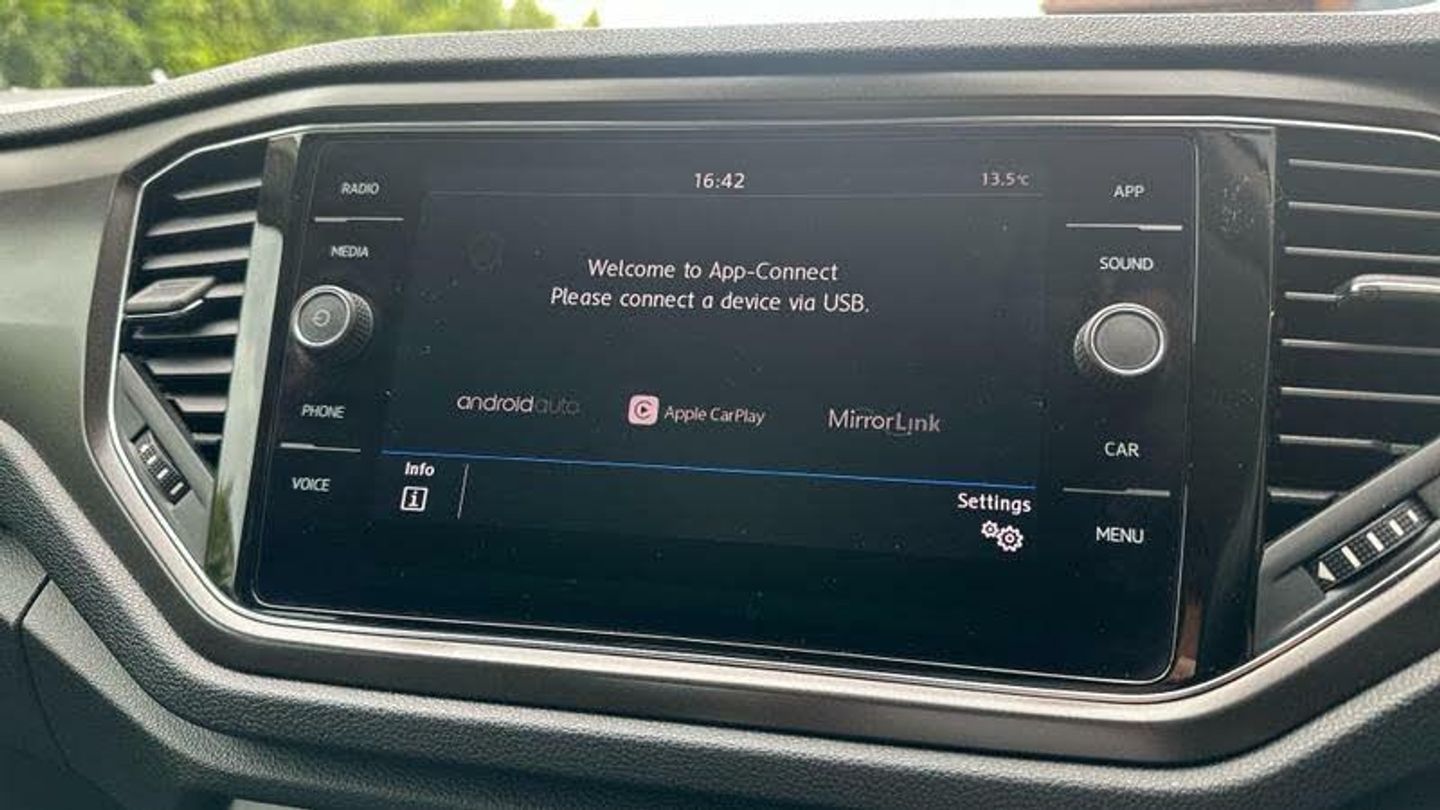 RADIO
16:42
13.5°C
APP
MEDIA
SOUND
Welcome to App-Connect
Please connect a device via USB.
PHONE
androidauto
Apple CarPlay
MirrorLink
CAR
VOICE
Info
i
Settings
MENU